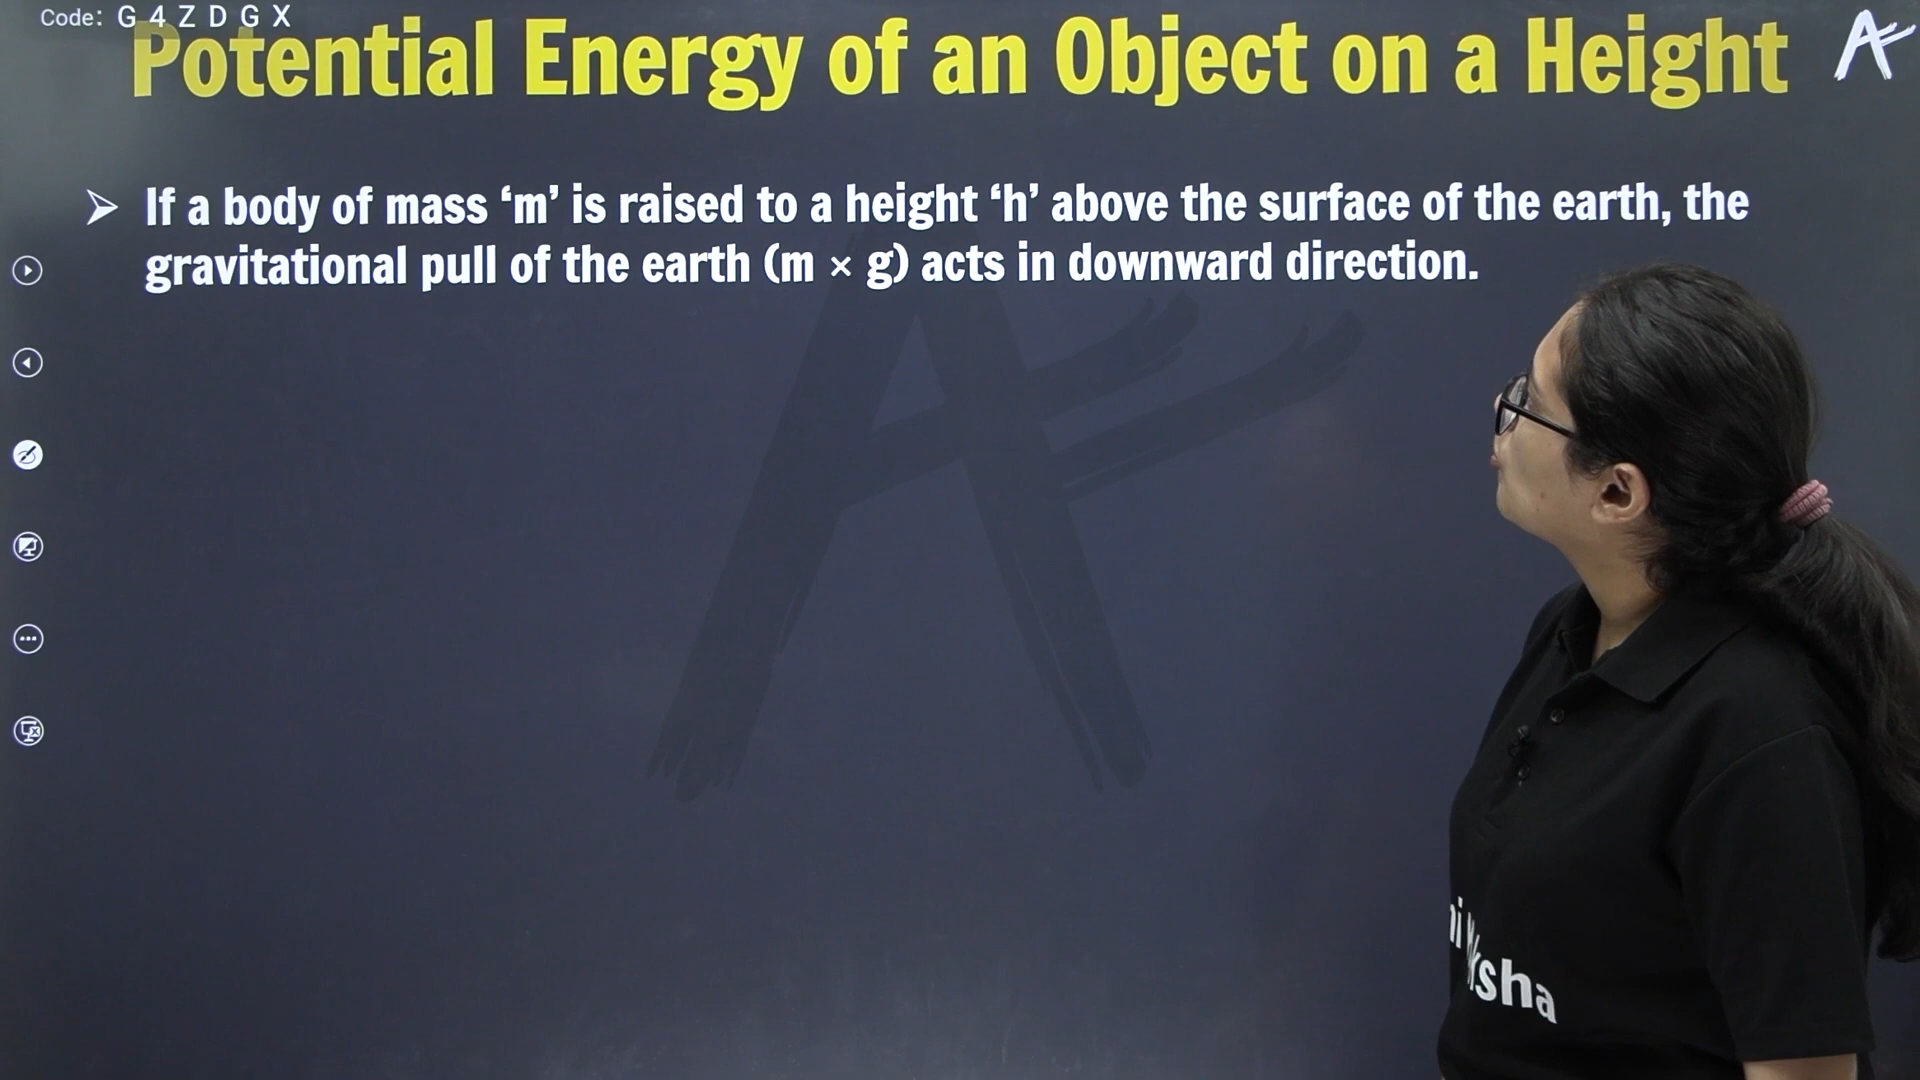 Code: G 4 Z D G X
Potential Energy of an Object on a Height
➢ If a body of mass ‘m’ is raised to a height ‘h’ above the surface of the earth, the
gravitational pull of the earth (m × g) acts in downward direction.